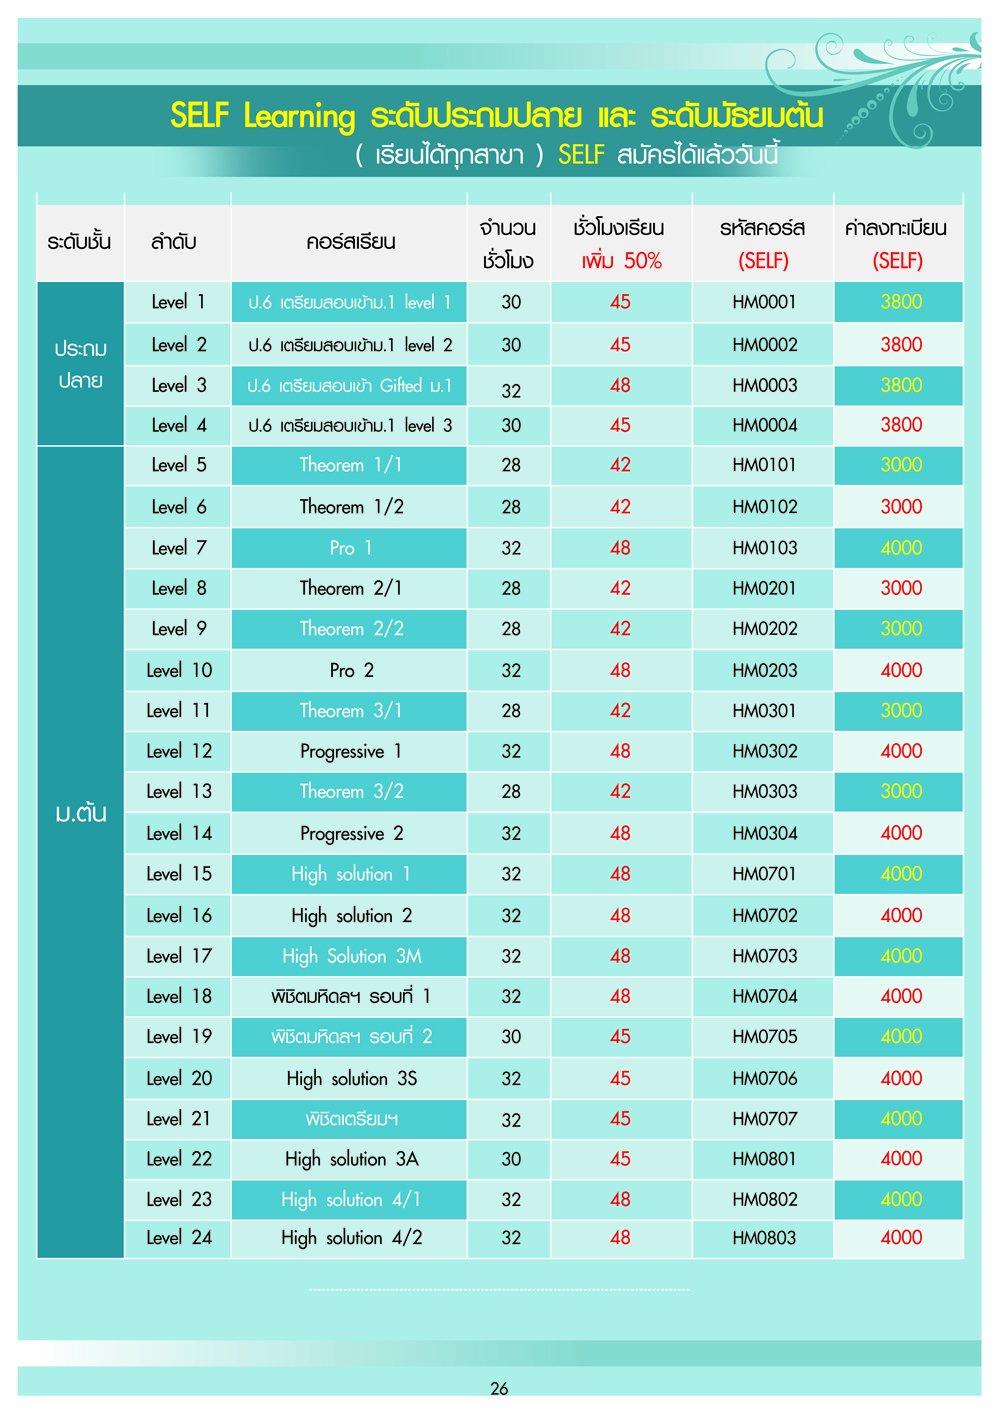 SELF Learning ระดับประถมปลาย และ ระดับมัธยมต้น
( เรียนได้ทุกสาขา ) SELF สมัครได้แล้ววันนี้
ระดับชั้น ลำดับ คอร์สเรียน จำนวน ชั่วโมง ชั่วโมงเรียน เพิ่ม 50% รหัสคอร์ส (SELF) ค่าลงทะเบียน (SELF)
ประถม
ปลาย
Level 1 ป.6 เตรียมสอบเข้าม.1 level 1 30 45 HM0001 3800
Level 2 ป.6 เตรียมสอบเข้าม.1 level 2 30 45 HM0002 3800
Level 3 ป.6 เตรียมสอบเข้า Gifted ม.1 32 48 HM0003 3800
Level 4 ป.6 เตรียมสอบเข้าม.1 level 3 30 45 HM0004 3800
ม.ต้น
Level 5 Theorem 1/1 28 42 HM0101 3000
Level 6 Theorem 1/2 28 42 HM0102 3000
Level 7 Pro 1 32 48 HM0103 4000
Level 8 Theorem 2/1 28 42 HM0201 3000
Level 9 Theorem 2/2 28 42 HM0202 3000
Level 10 Pro 2 32 48 HM0203 4000
Level 11 Theorem 3/1 28 42 HM0301 3000
Level 12 Progressive 1 32 48 HM0302 4000
Level 13 Theorem 3/2 28 42 HM0303 3000
Level 14 Progressive 2 32 48 HM0304 4000
Level 15 High solution 1 32 48 HM0701 4000
Level 16 High solution 2 32 48 HM0702 4000
Level 17 High Solution 3M 32 48 HM0703 4000
Level 18 พิชิตมหิดลฯ รอบที่ 1 32 48 HM0704 4000
Level 19 พิชิตมหิดลฯ รอบที่ 2 30 45 HM0705 4000
Level 20 High solution 3S 32 45 HM0706 4000
Level 21 พิชิตเตรียมฯ 32 45 HM0707 4000
Level 22 High solution 3A 30 45 HM0801 4000
Level 23 High solution 4/1 32 48 HM0802 4000
Level 24 High solution 4/2 32 48 HM0803 4000
26